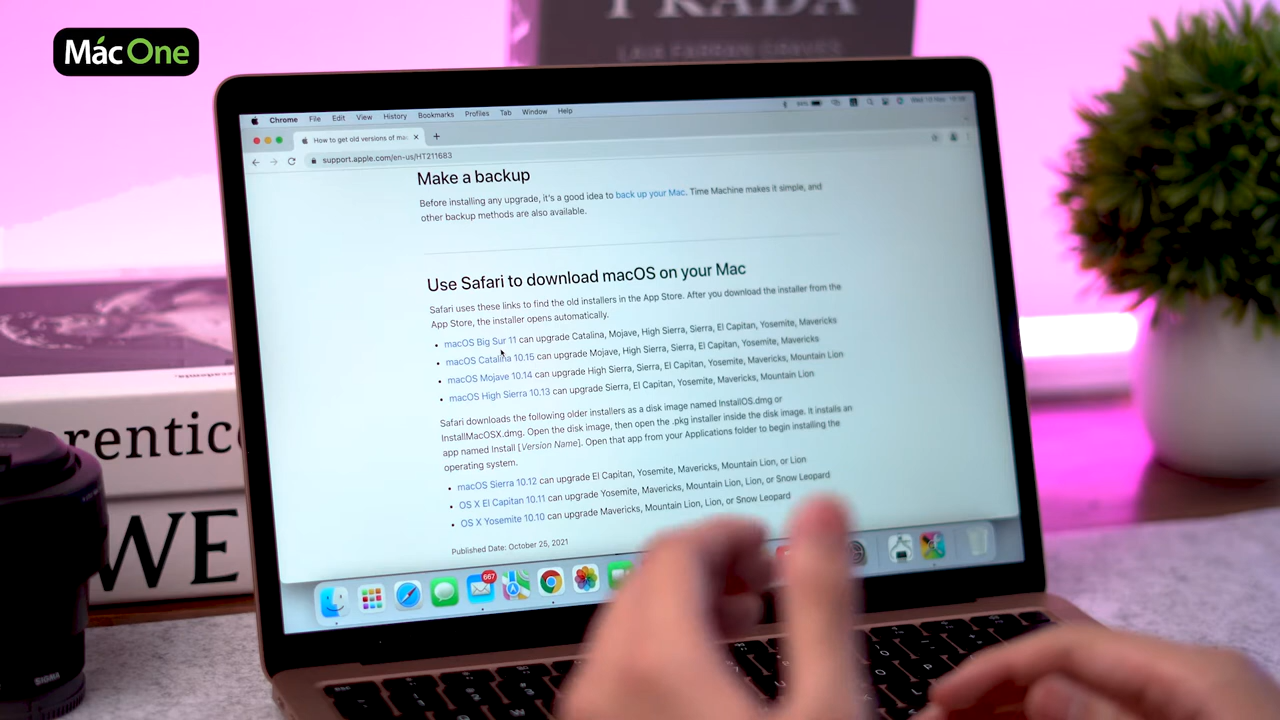 Mác One
PRADA
LAIA FARRAN GRAVES
Chrome File Edit View History Bookmarks Profiles Tab Window Help
How to get old versions of mac
support.apple.com/en-us/HT211683
Make a backup
Before installing any upgrade, it's a good idea to back up your Mac. Time Machine makes it simple, and
other backup methods are also available.
Use Safari to download macOS on your Mac
Safari uses these links to find the old installers in the App Store. After you download the installer from the
App Store, the installer opens automatically.
• macOS Big Sur 11 can upgrade Catalina, Mojave, High Sierra, Sierra, El Capitan, Yosemite, Mavericks
• macOS Catalina 10.15 can upgrade Mojave, High Sierra, Sierra, El Capitan, Yosemite, Mavericks
• macOS Mojave 10.14 can upgrade High Sierra, Sierra, El Capitan, Yosemite, Mavericks, Mountain Lion
• macOS High Sierra 10.13 can upgrade Sierra, El Capitan, Yosemite, Mavericks, Mountain Lion
Safari downloads the following older installers as a disk image named InstallOS.dmg or
InstallMacOSX.dmg. Open the disk image, then open the .pkg installer inside the disk image. It installs an
app named Install [Version Name]. Open that app from your Applications folder to begin installing the
operating system.
• macOS Sierra 10.12 can upgrade El Capitan, Yosemite, Mavericks, Mountain Lion, or Lion
• OS X El Capitan 10.11 can upgrade Yosemite, Mavericks, Mountain Lion, Lion, or Snow Leopard
• OS X Yosemite 10.10 can upgrade Mavericks, Mountain Lion, Lion, or Snow Leopard
Published Date: October 25, 2021
667
rentic
WE
SIGMA